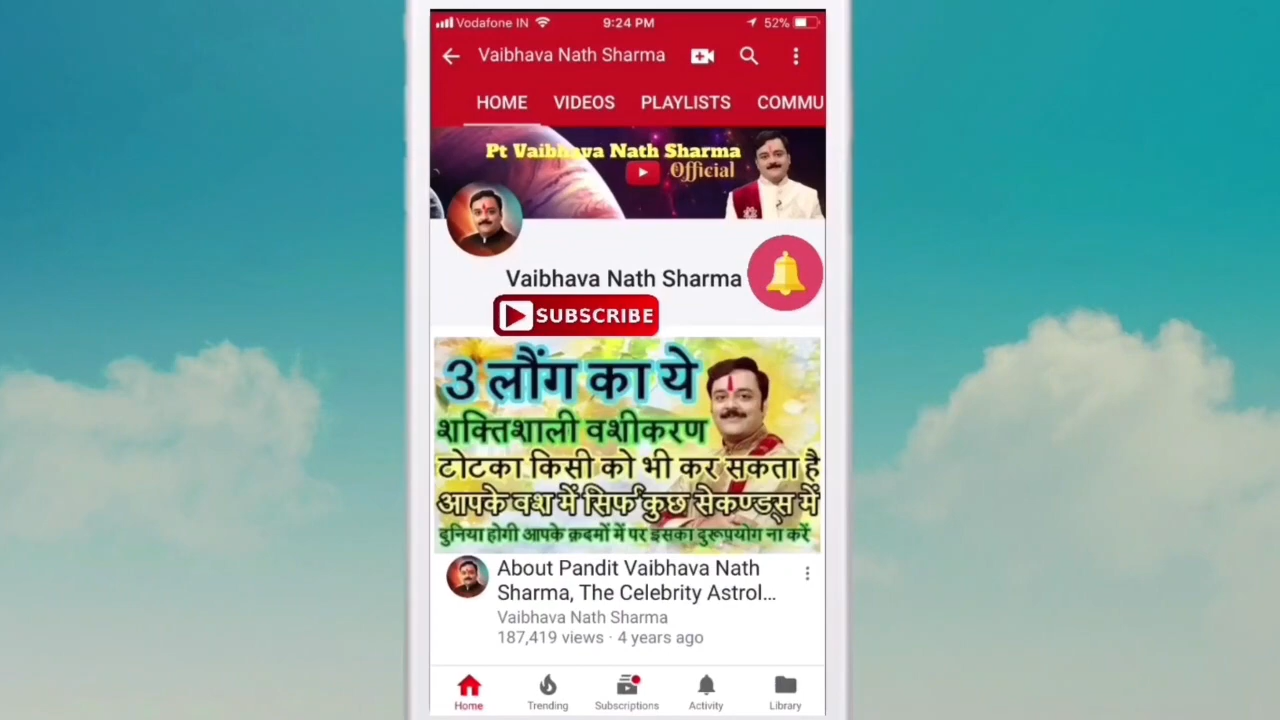 Vodafone IN
9:24 PM
52%
Vaibhava Nath Sharma
HOME VIDEOS PLAYLISTS COMMU
Pt Vaibhava Nath Sharma
Official
Vaibhava Nath Sharma
SUBSCRIBE
3 लौंग का ये
शक्तिशाली वशीकरण
टोटका किसी को भी कर सकता है
आपके वश में सिर्फ कुछ सेकण्ड्स में
दुनिया होगी आपके क़दमों में पर इसका दुरूपयोग ना करें
About Pandit Vaibhava Nath
Sharma, The Celebrity Astrol...
Vaibhava Nath Sharma
187,419 views · 4 years ago
Home Trending Subscriptions Activity Library